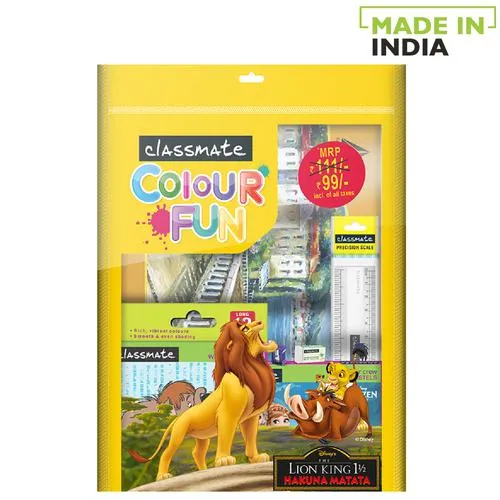 MADE IN
INDIA
classmate
COLOUR
FUN
MRP
₹ 111/-
₹ 99/-
incl. of all taxes
classmate
PRECISION SCALE
LONG
12
• Rich, vibrant colours
• Smooth & even shading
CLASSMATE
© Disney
Disney's
THE
LION KING 1½
HAKUNA MATATA